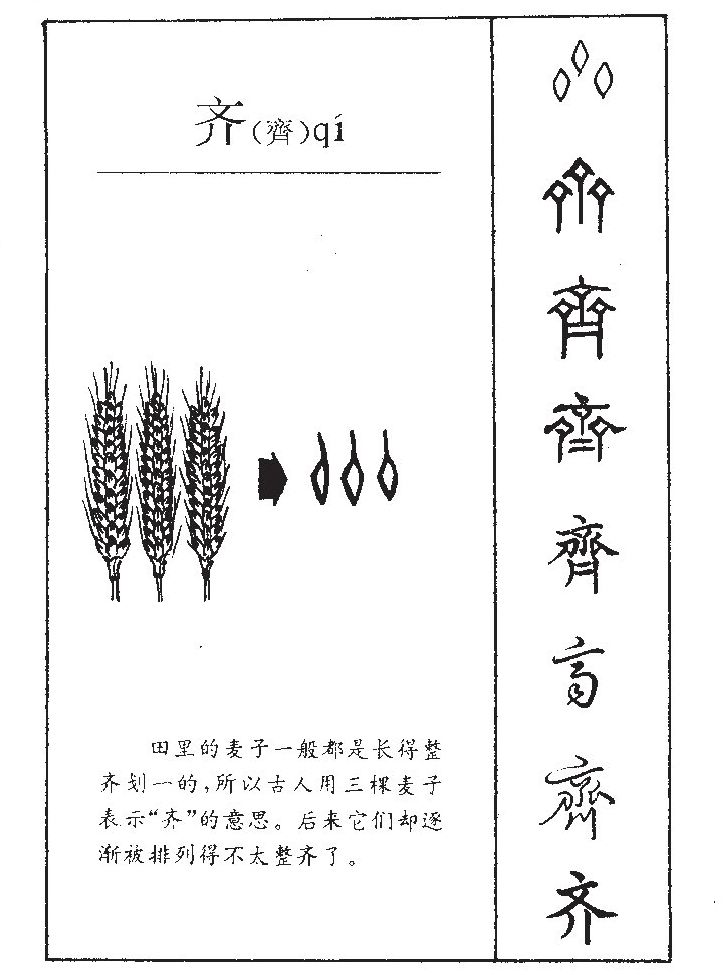 齐(齊)qí
田里的麦子一般都是长得整
齐划一的,所以古人用三棵麦子
表示“齐”的意思。后来它们却逐
渐被排列得不太整齐了。
齊
齊
齊
齊
齐